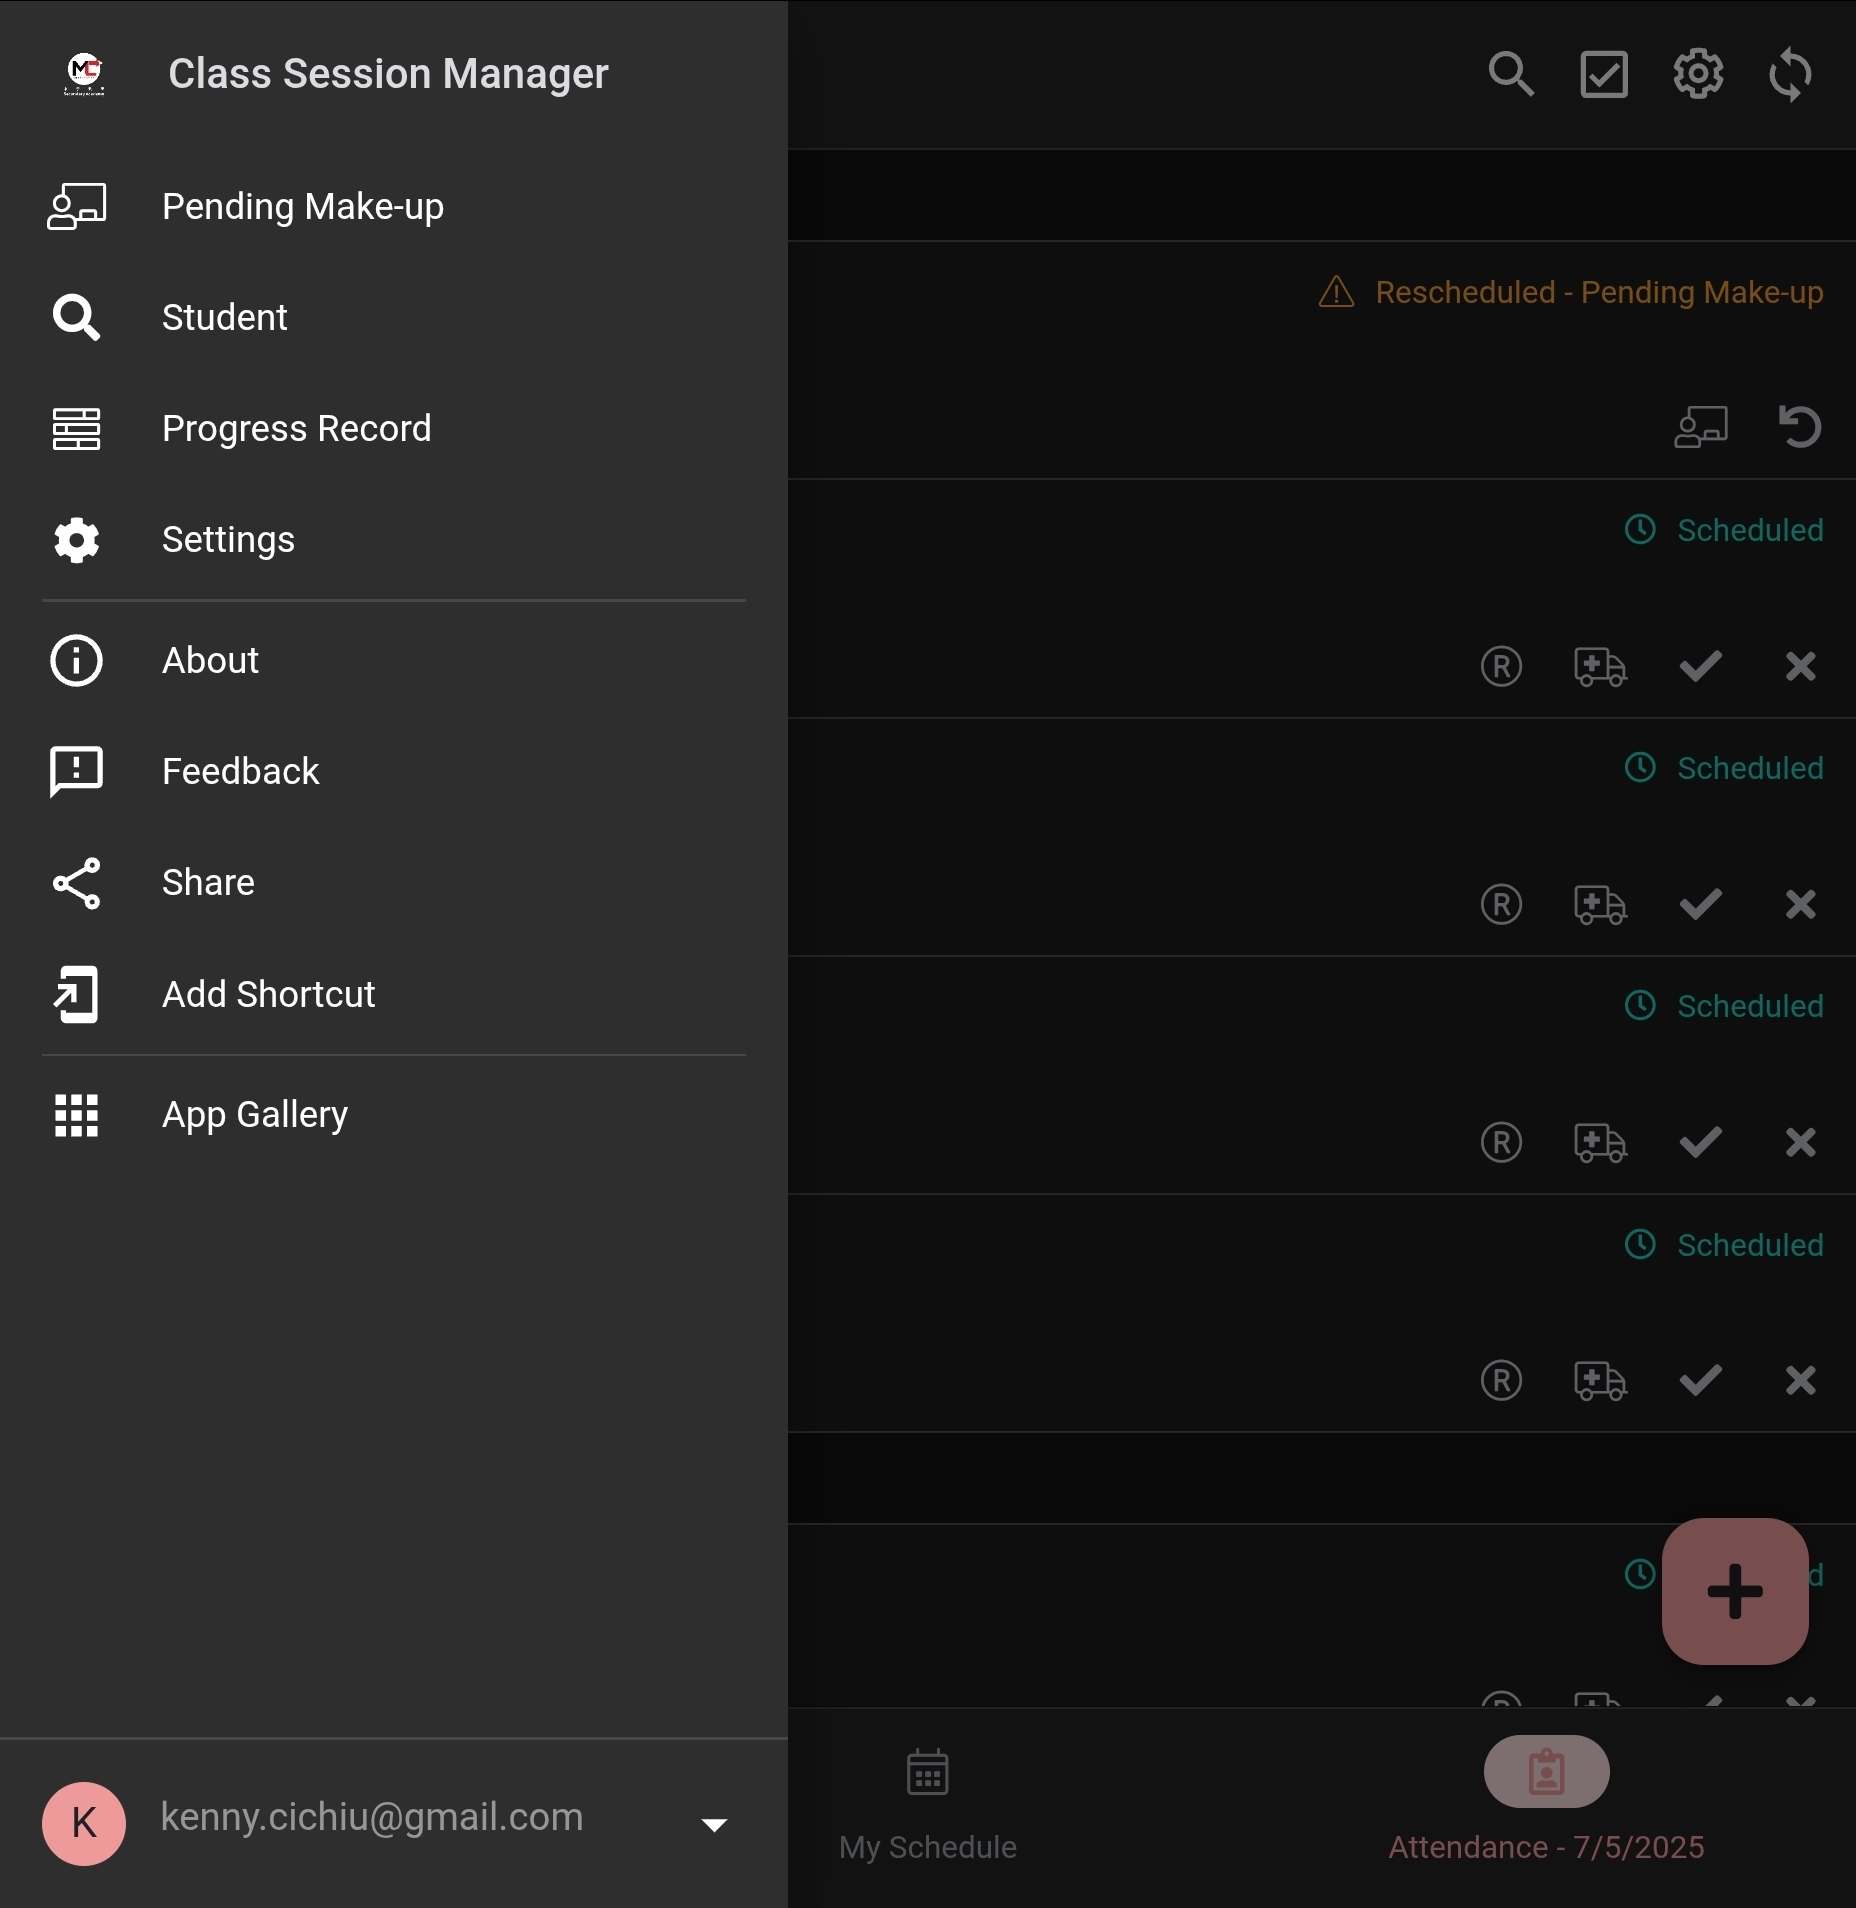 Class Session Manager
Pending Make-up
Student
Progress Record
Settings
About
Feedback
Share
Add Shortcut
App Gallery
kenny.cichiu@gmail.com
K
Rescheduled - Pending Make-up
Scheduled
Scheduled
Scheduled
Scheduled
d
My Schedule
Attendance - 7/5/2025